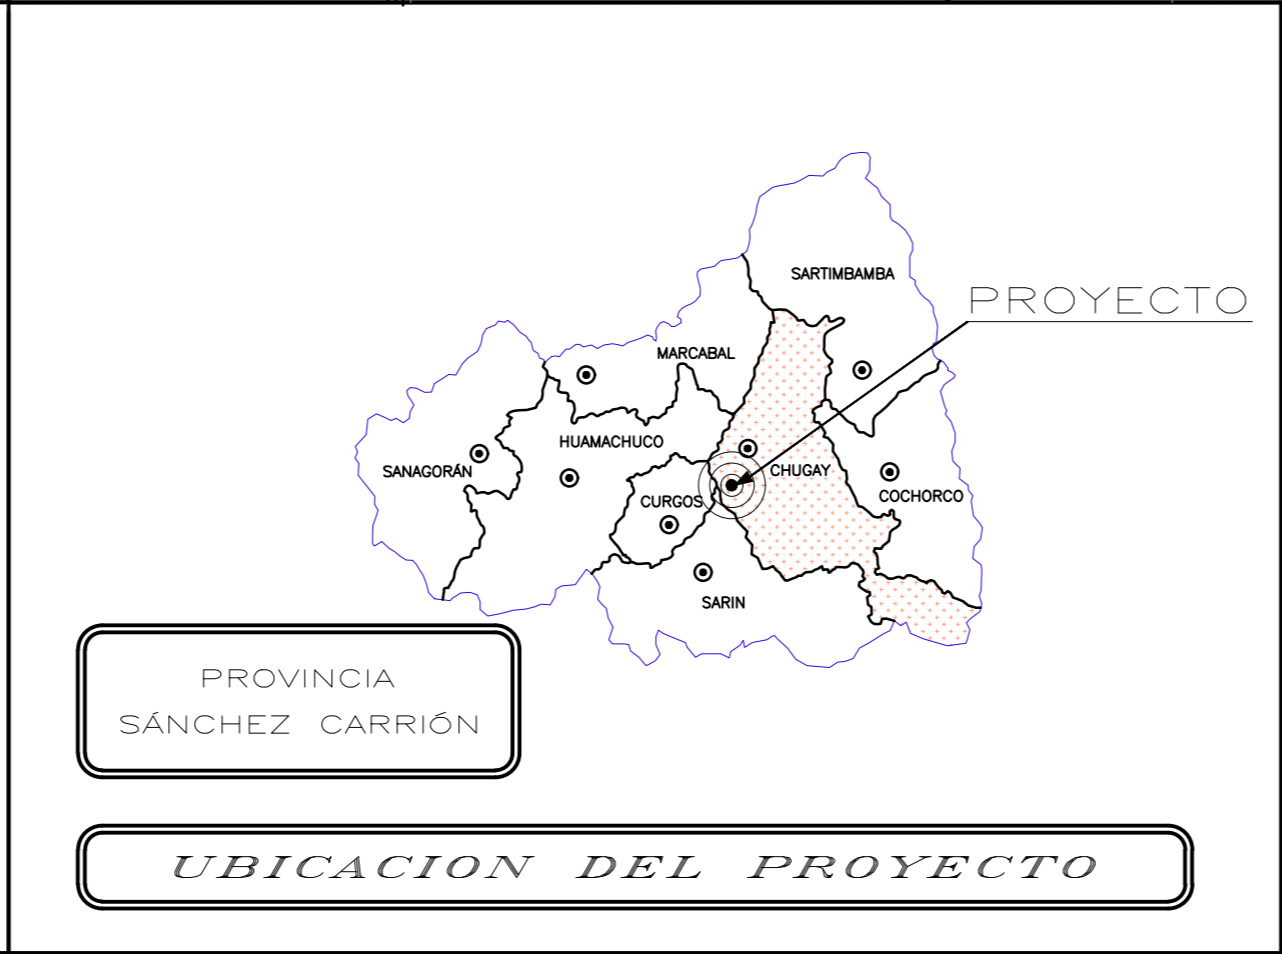 SARTIMBAMBA
PROYECTO
MARCABAL
HUAMACHUCO
SANAGORÁN
CHUGAY
CURGOS
COCHORCO
SARIN
PROVINCIA
SÁNCHEZ CARRIÓN
UBICACION DEL PROYECTO